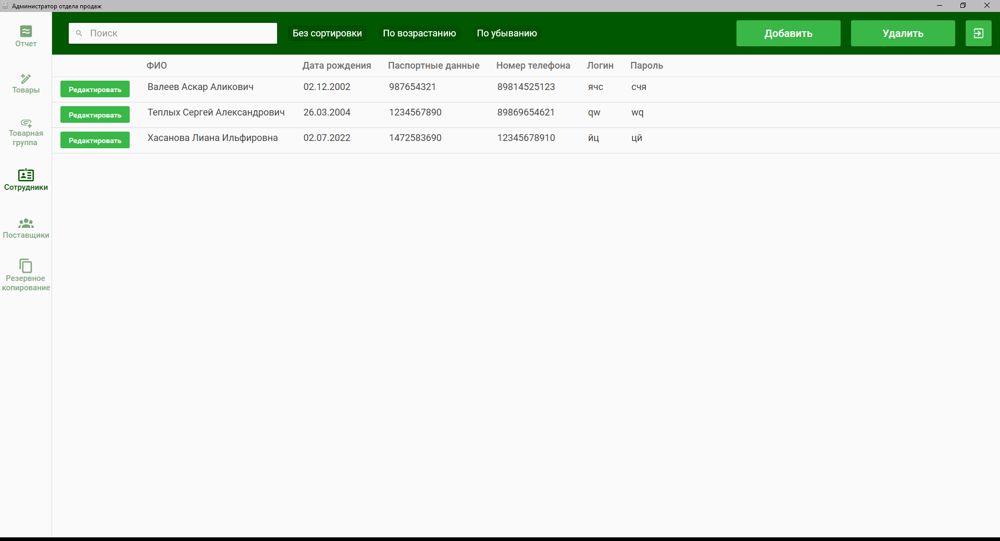 Администратор отдела продаж
Поиск
Без сортировки
По возрастанию
По убыванию
Добавить
Удалить
Отчет
Товары
Товарная
группа
Сотрудники
Поставщики
Резервное
копирование
ФИО Дата рождения Паспортные данные Номер телефона Логин Пароль
Редактировать Валеев Аскар Аликович 02.12.2002 987654321 89814525123 ячс счя
Редактировать Теплых Сергей Александрович 26.03.2004 1234567890 89869654621 qw wq
Редактировать Хасанова Лиана Ильфировна 02.07.2022 1472583690 12345678910 йц цй